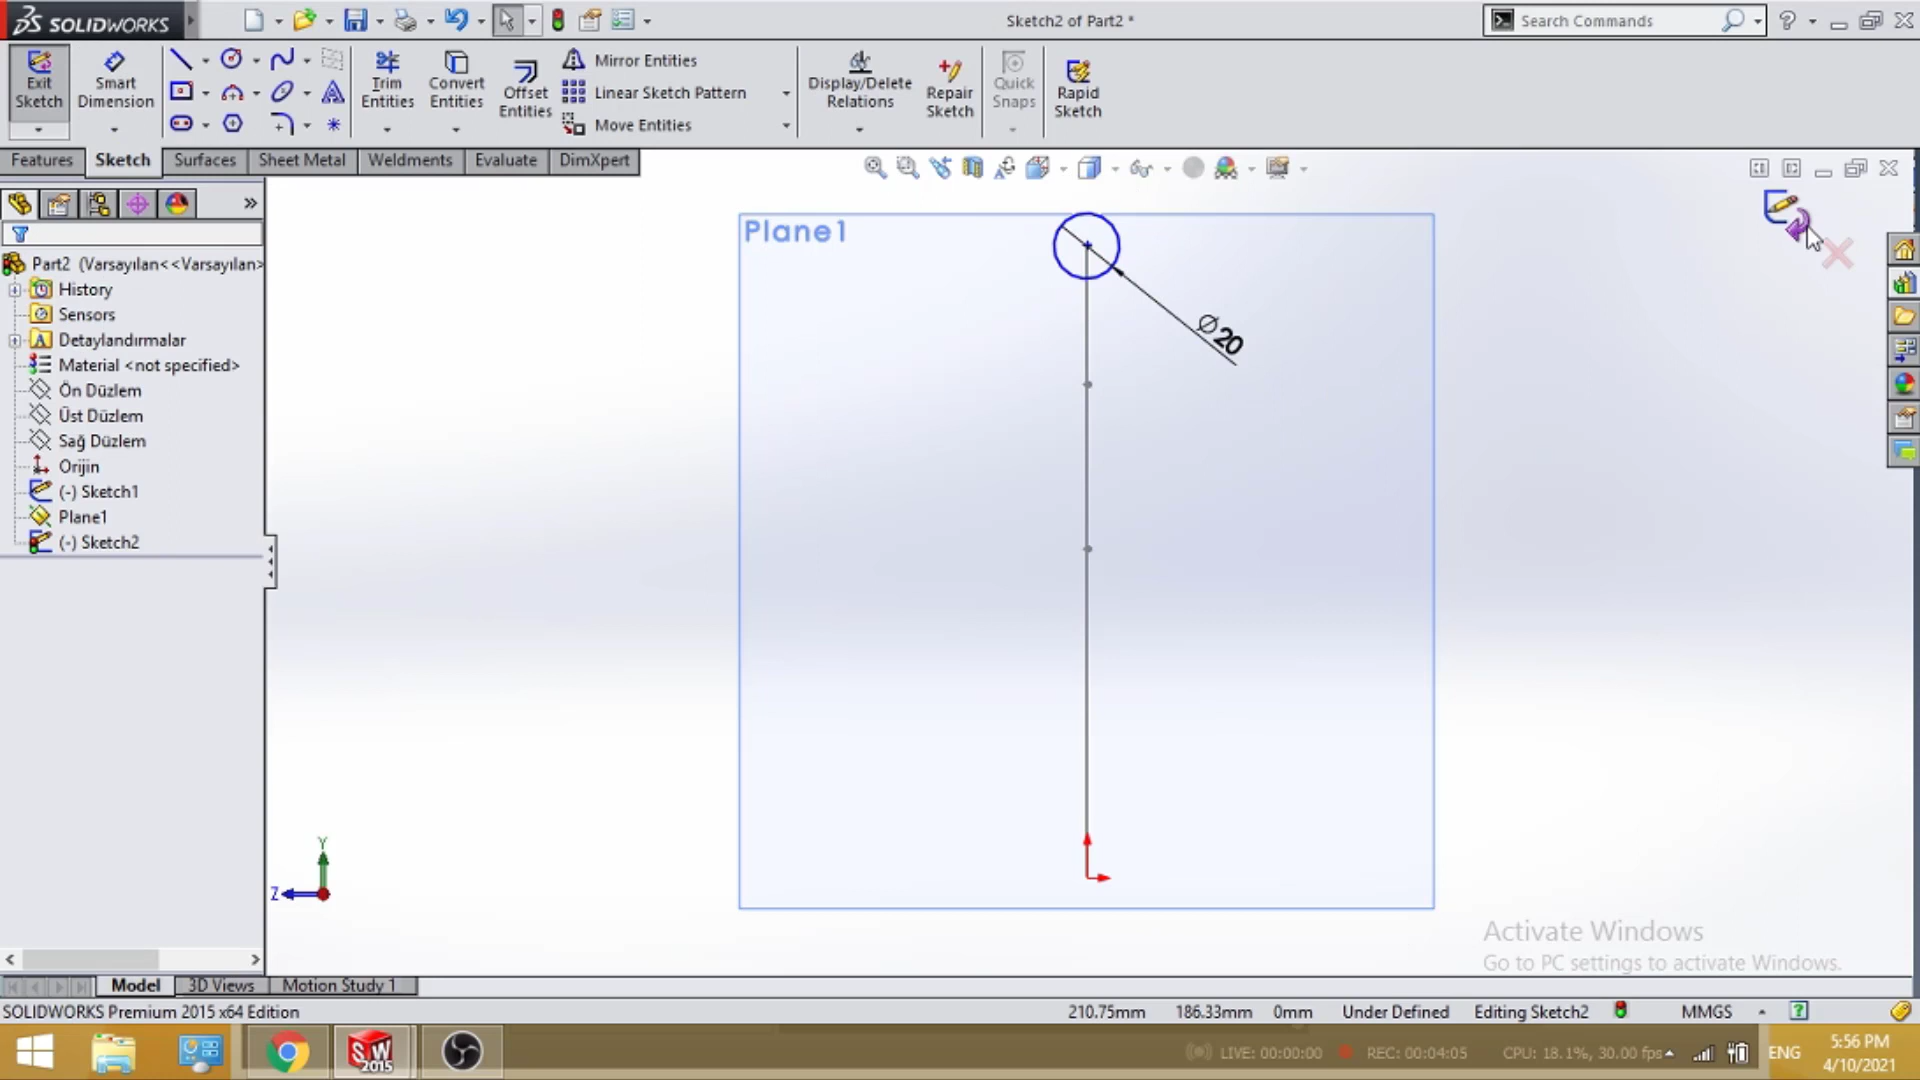 SOLIDWORKS
Sketch2 of Part2 *
Search Commands
Exit Sketch
Smart Dimension
Trim Entities
Convert Entities
Offset Entities
Mirror Entities
Linear Sketch Pattern
Move Entities
Display/Delete Relations
Repair Sketch
Quick Snaps
Rapid Sketch
Features
Sketch
Surfaces
Sheet Metal
Weldments
Evaluate
DimXpert
Part2 (Varsayılan<<Varsayılan>
History
Sensors
Detaylandırmalar
Material <not specified>
Ön Düzlem
Üst Düzlem
Sağ Düzlem
Orijin
(-) Sketch1
Plane1
(-) Sketch2
Plane1
Ø20
Y
Z
Activate Windows
Go to PC settings to activate Windows.
Model
3D Views
Motion Study 1
SOLIDWORKS Premium 2015 x64 Edition
210.75mm
186.33mm
0mm
Under Defined
Editing Sketch2
MMGS
SW 2015
LIVE: 00:00:00
REC: 00:04:05
CPU: 18.1%, 30.00 fps
ENG
5:56 PM
4/10/2021